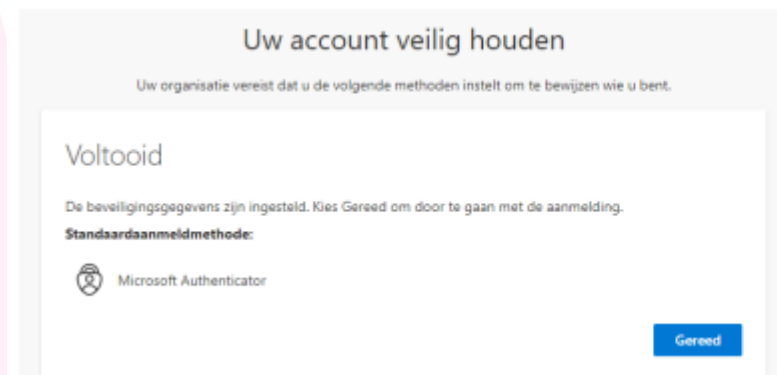 Uw account veilig houden
Uw organisatie vereist dat u de volgende methoden instelt om te bewijzen wie u bent.
Voltooid
De beveiligingsgegevens zijn ingesteld. Kies Gereed om door te gaan met de aanmelding.
Standaardaanmeldmethode:
Microsoft Authenticator
Gereed